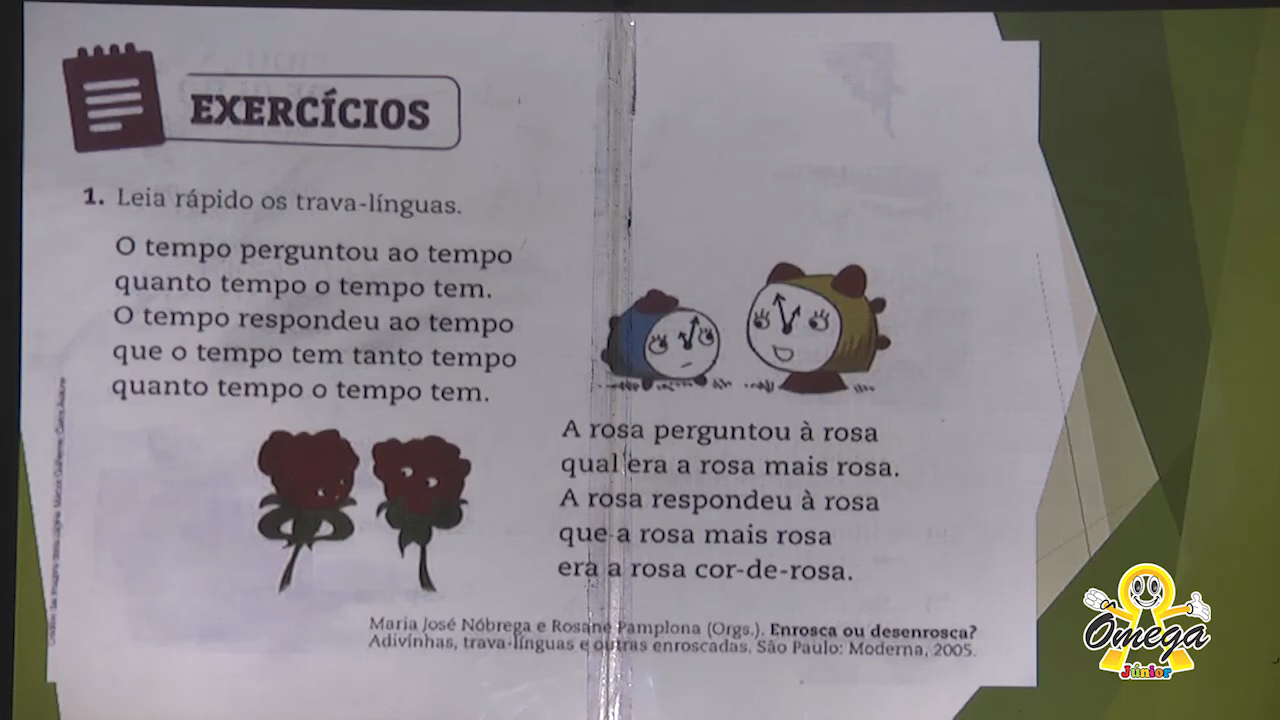 EXERCÍCIOS
1. Leia rápido os trava-línguas.
O tempo perguntou ao tempo
quanto tempo o tempo tem.
O tempo respondeu ao tempo
que o tempo tem tanto tempo
quanto tempo o tempo tem.
A rosa perguntou à rosa
qual era a rosa mais rosa.
A rosa respondeu à rosa
que a rosa mais rosa
era a rosa cor-de-rosa.
Maria José Nóbrega e Rosane Pamplona (Orgs.). Enrosca ou desenrosca?
Adivinhas, trava-línguas e outras enroscadas. São Paulo: Moderna, 2005.
Ômega
Júnior